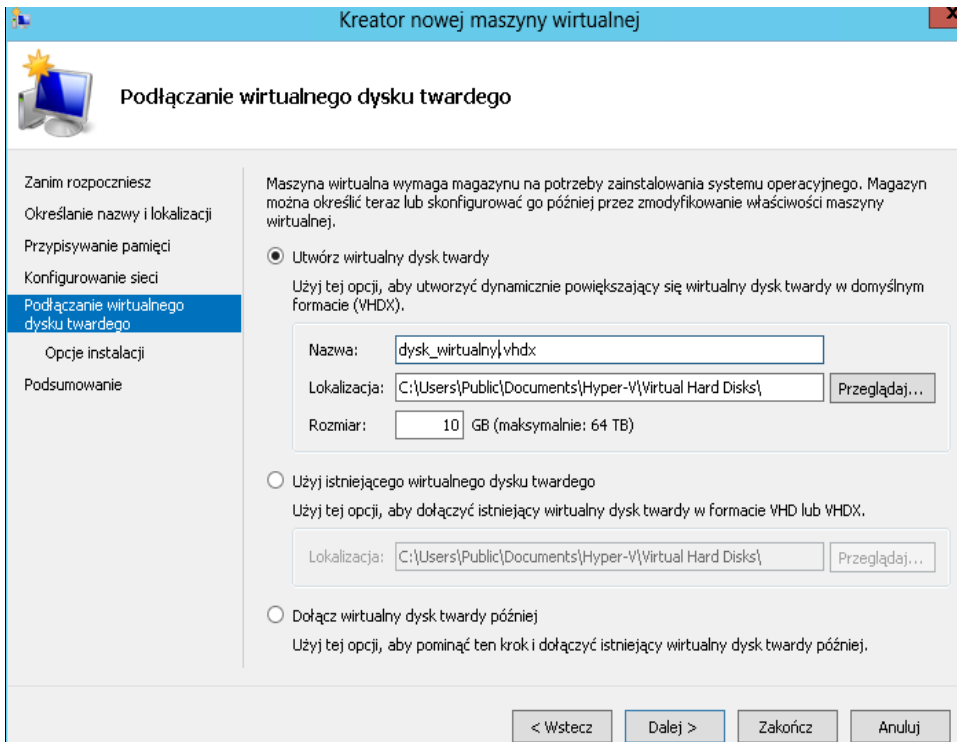 Kreator nowej maszyny wirtualnej
x
Podłączanie wirtualnego dysku twardego
Zanim rozpoczniesz
Określanie nazwy i lokalizacji
Przypisywanie pamięci
Konfigurowanie sieci
Podłączanie wirtualnego
dysku twardego
Opcje instalacji
Podsumowanie
Maszyna wirtualna wymaga magazynu na potrzeby zainstalowania systemu operacyjnego. Magazyn
można określić teraz lub skonfigurować go później przez zmodyfikowanie właściwości maszyny
wirtualnej.
Utwórz wirtualny dysk twardy
Użyj tej opcji, aby utworzyć dynamicznie powiększający się wirtualny dysk twardy w domyślnym
formacie (VHDX).
Nazwa: dysk_wirtualny.vhdx
Lokalizacja: C:\Users\Public\Documents\Hyper-V\Virtual Hard Disks\ Przeglądaj...
Rozmiar: 10 GB (maksymalnie: 64 TB)
Użyj istniejącego wirtualnego dysku twardego
Użyj tej opcji, aby dołączyć istniejący wirtualny dysk twardy w formacie VHD lub VHDX.
Lokalizacja: C:\Users\Public\Documents\Hyper-V\Virtual Hard Disks\ Przeglądaj...
Dołącz wirtualny dysk twardy później
Użyj tej opcji, aby pominąć ten krok i dołączyć istniejący wirtualny dysk twardy później.
< Wstecz Dalej > Zakończ Anuluj